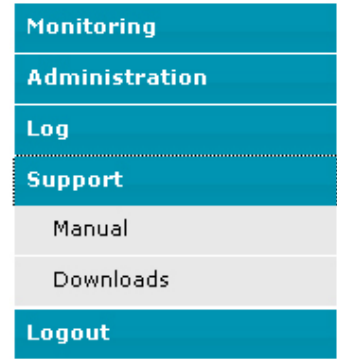 Monitoring
Administration
Log
Support
Manual
Downloads
Logout